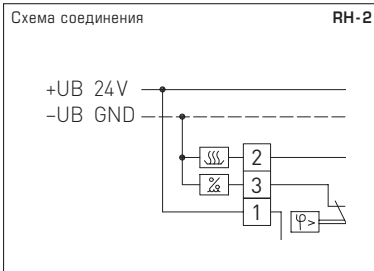 Схема соединения RH-2
+UB 24V
–UB GND
2
% 3
1
φ>